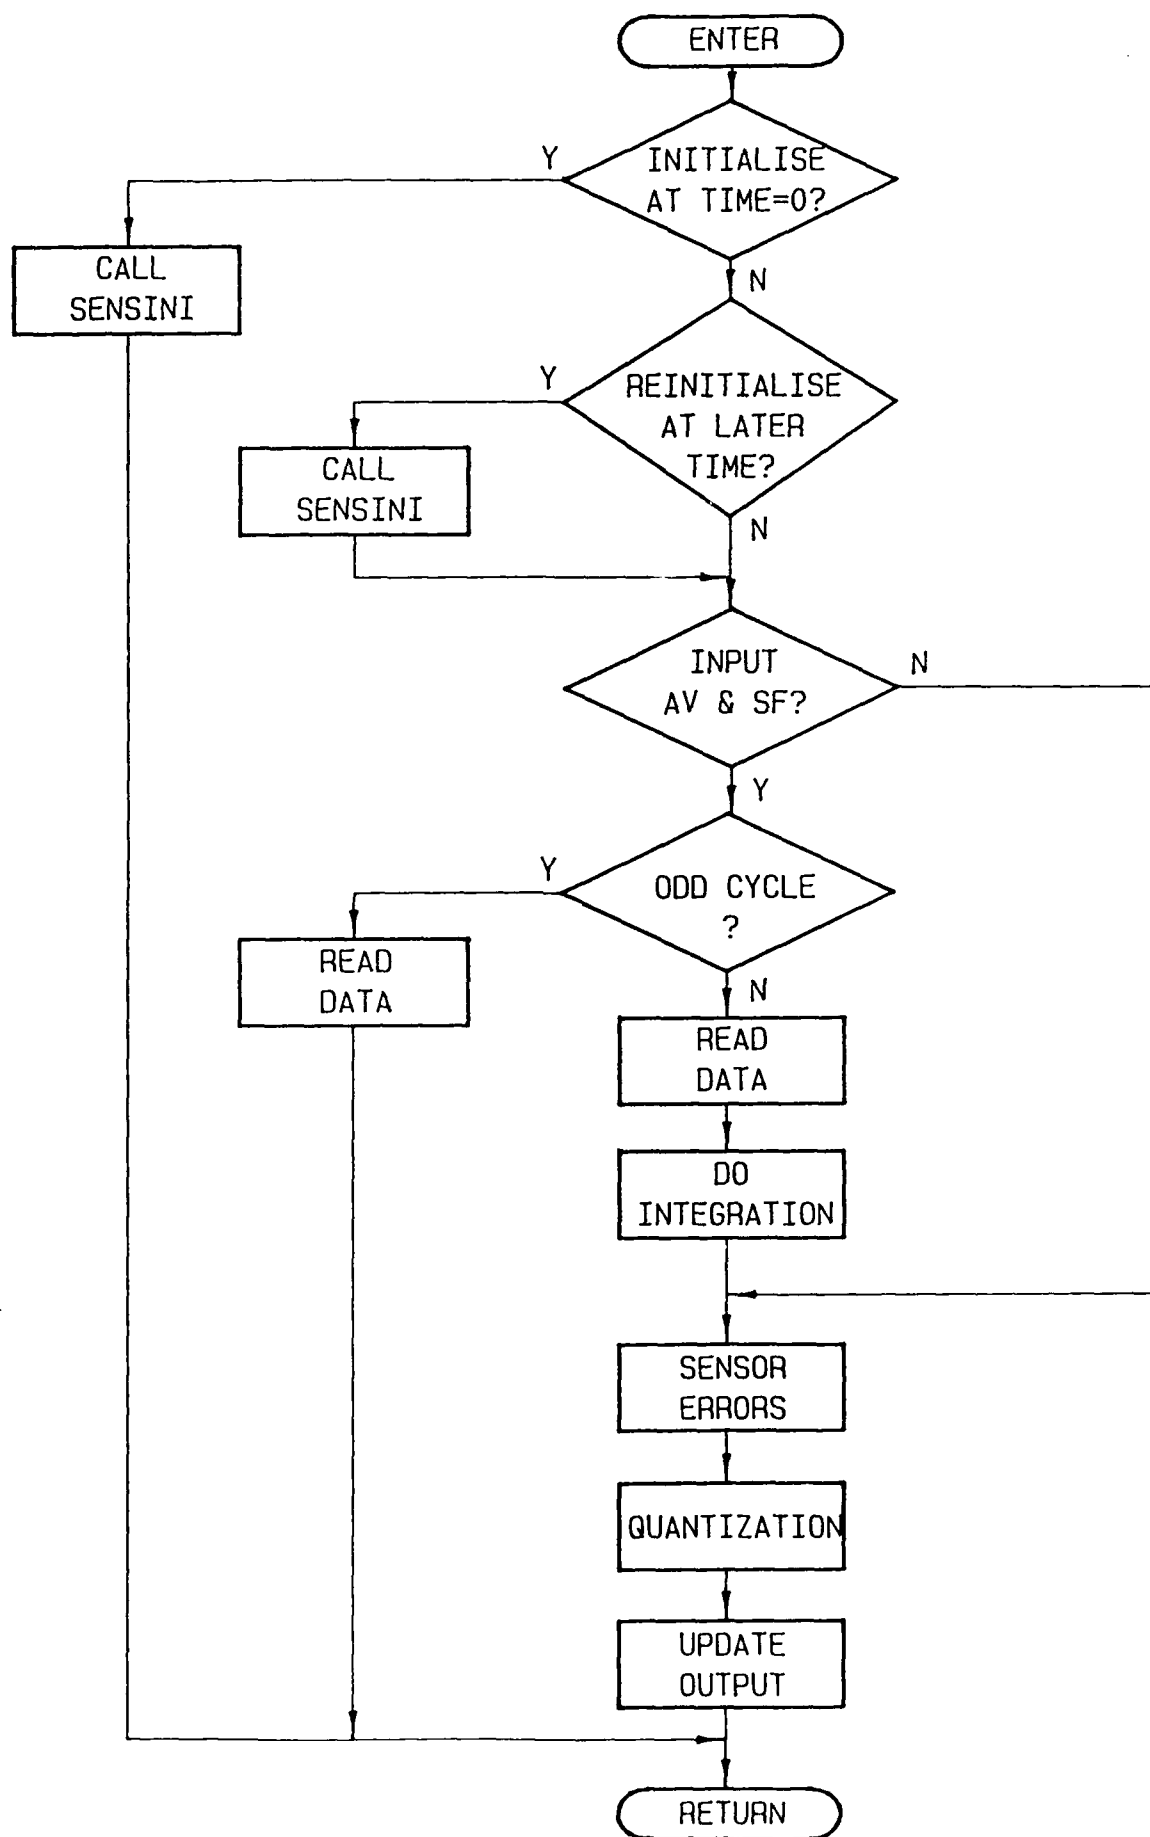 ENTER
Y
INITIALISE
AT TIME=0?
CALL
SENSINI
N
Y
REINITIALISE
AT LATER
TIME?
CALL
SENSINI
N
INPUT
AV & SF?
N
Y
Y
ODD CYCLE
?
READ
DATA
N
READ
DATA
DO
INTEGRATION
SENSOR
ERRORS
QUANTIZATION
UPDATE
OUTPUT
RETURN